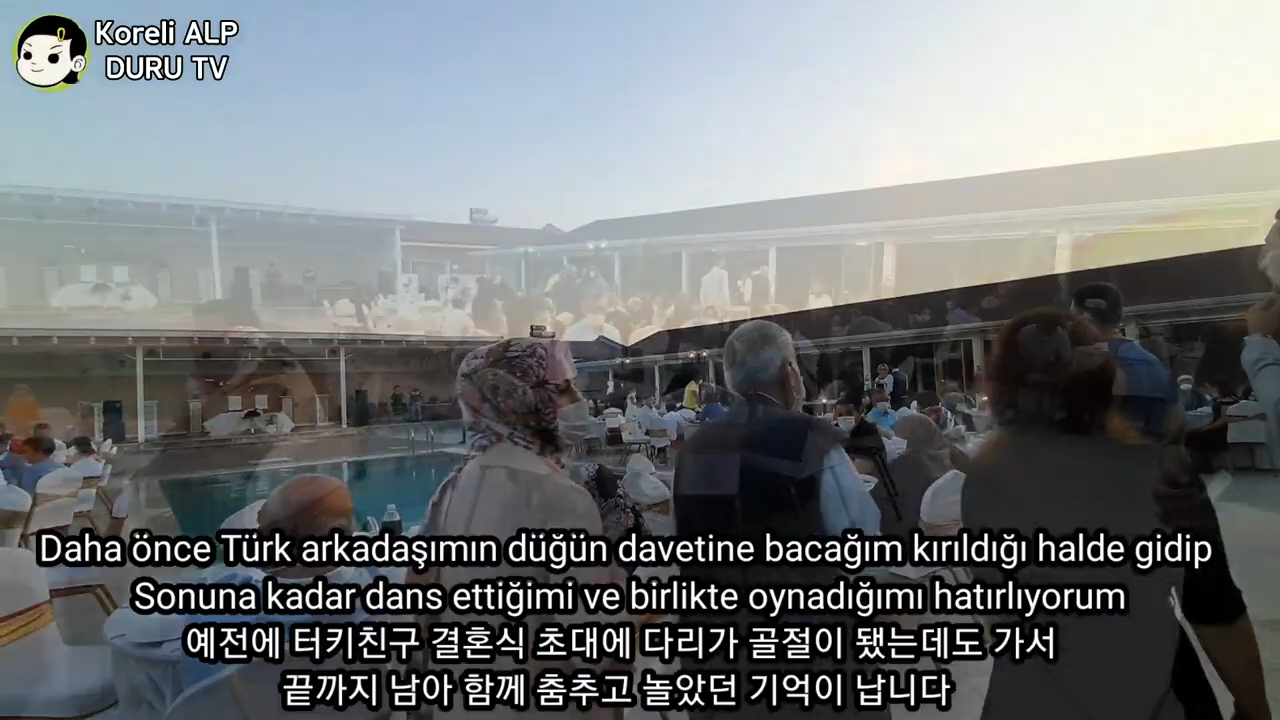 Koreli ALP
DURU TV
Daha önce Türk arkadaşımın düğün davetine bacağım kırıldığı halde gidip
Sonuna kadar dans ettiğimi ve birlikte oynadığımı hatırlıyorum
예전에 터키친구 결혼식 초대에 다리가 골절이 됐는데도 가서
끝까지 남아 함께 춤추고 놀았던 기억이 납니다